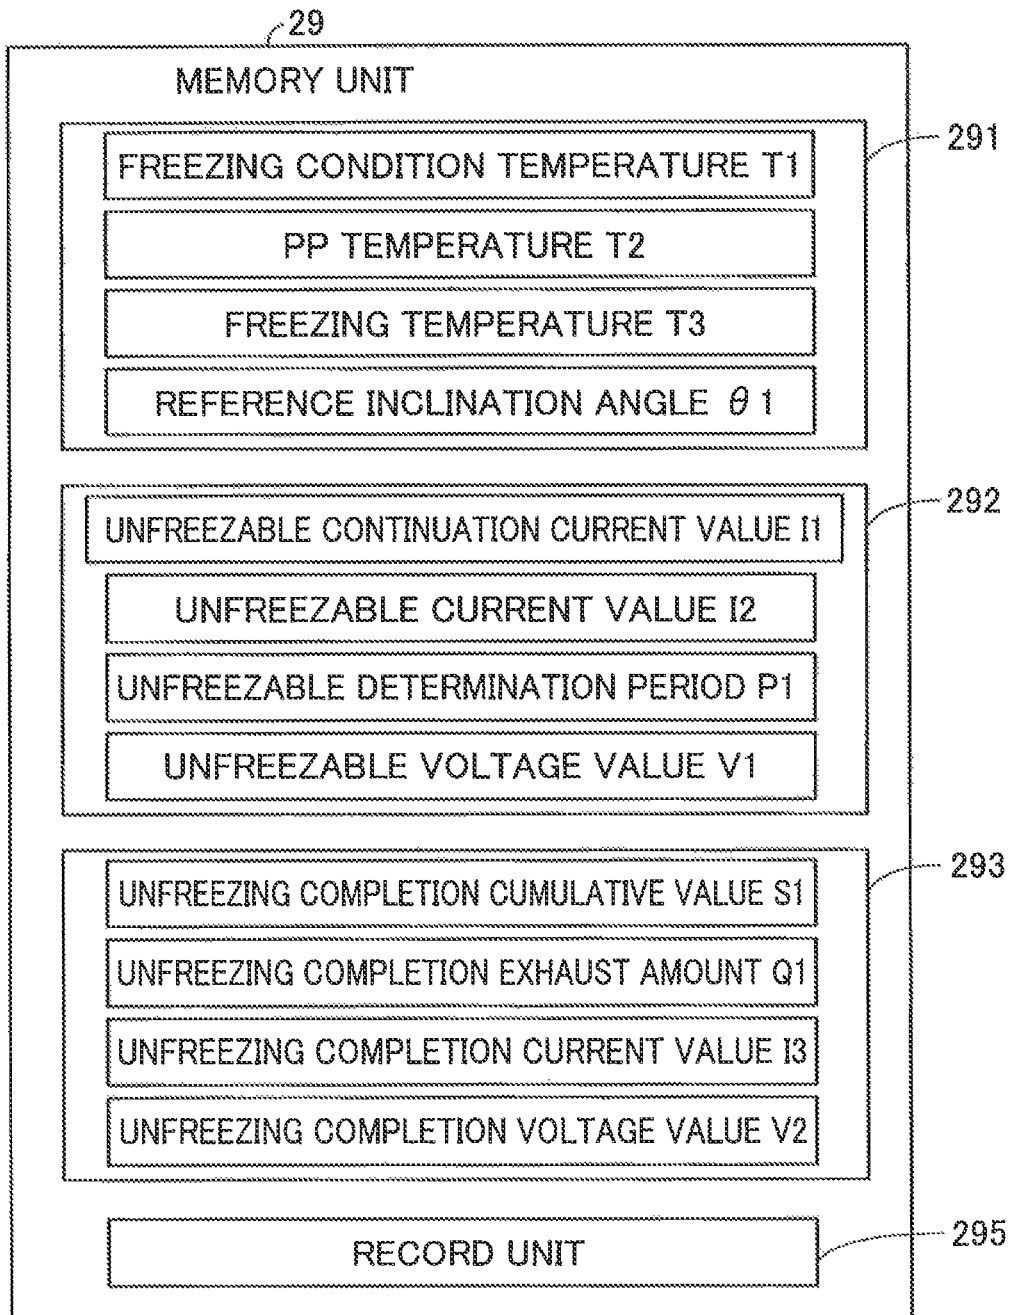 29
MEMORY UNIT
291
FREEZING CONDITION TEMPERATURE T1
PP TEMPERATURE T2
FREEZING TEMPERATURE T3
REFERENCE INCLINATION ANGLE θ 1
292
UNFREEZABLE CONTINUATION CURRENT VALUE I1
UNFREEZABLE CURRENT VALUE I2
UNFREEZABLE DETERMINATION PERIOD P1
UNFREEZABLE VOLTAGE VALUE V1
293
UNFREEZING COMPLETION CUMULATIVE VALUE S1
UNFREEZING COMPLETION EXHAUST AMOUNT Q1
UNFREEZING COMPLETION CURRENT VALUE I3
UNFREEZING COMPLETION VOLTAGE VALUE V2
295
RECORD UNIT